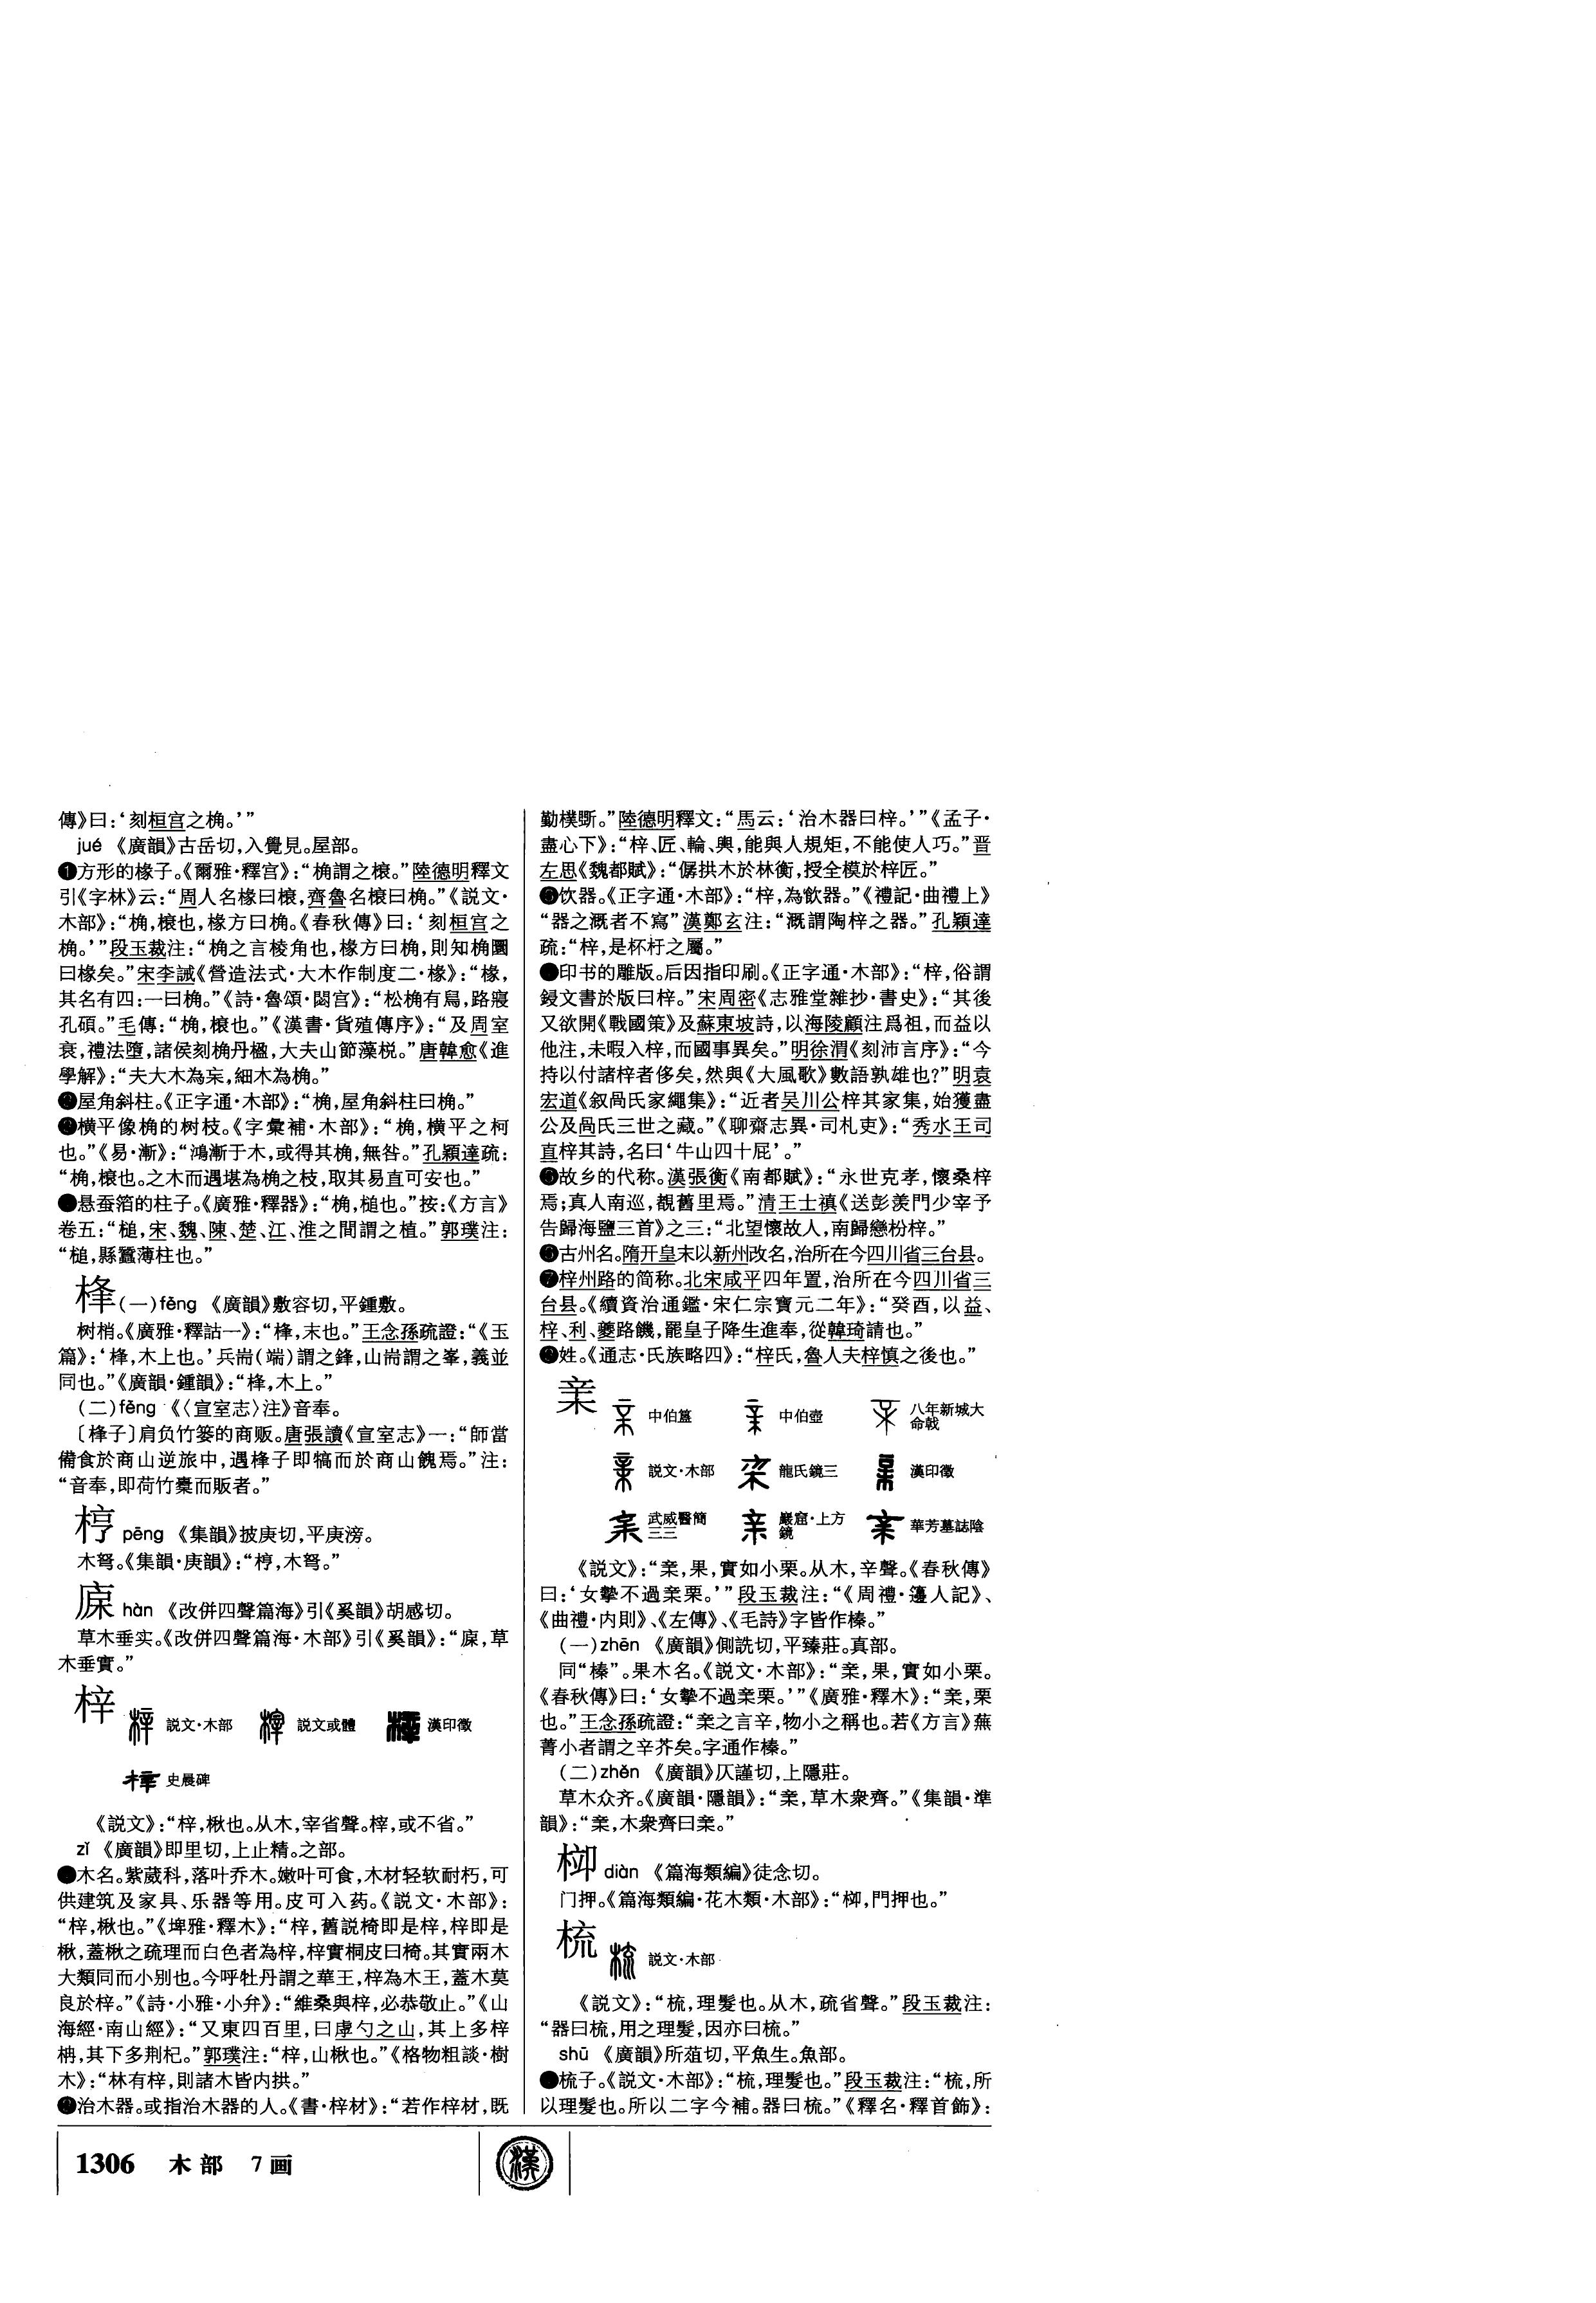 傳》曰：‘刻桓宫之桷。’”
jué 《廣韻》古岳切，入覺見。屋部。
❶方形的椽子。《爾雅·釋宫》：“桷謂之榱。”陸德明釋文
引《字林》云：“周人名椽曰榱，齊魯名榱曰桷。”《説文·
木部》：“桷，榱也，椽方曰桷。《春秋傳》曰：‘刻桓宫之
桷。’”段玉裁注：“桷之言棱角也，椽方曰桷，則知桷圜
曰椽矣。”宋李誡《營造法式·大木作制度二·椽》：“椽，
其名有四：一曰桷。”《詩·魯頌·閟宫》：“松桷有舄，路寢
孔碩。”毛傳：“桷，榱也。”《漢書·貨殖傳序》：“及周室
衰，禮法墮，諸侯刻桷丹楹，大夫山節藻棁。”唐韓愈《進
學解》：“夫大木為杗，細木為桷。”
❷屋角斜柱。《正字通·木部》：“桷，屋角斜柱曰桷。”
❸横平像桷的树枝。《字彙補·木部》：“桷，横平之柯
也。”《易·漸》：“鴻漸于木，或得其桷，無咎。”孔穎達疏：
“桷，榱也。之木而遇堪為桷之枝，取其易直可安也。”
●悬蚕箔的柱子。《廣雅·釋器》：“桷，槌也。”按：《方言》
卷五：“槌，宋、魏、陳、楚、江、淮之間謂之植。”郭璞注：
“槌，縣蠶薄柱也。”
桻(一)fēng 《廣韻》敷容切，平鍾敷。
树梢。《廣雅·釋詁一》：“桻，末也。”王念孫疏證：“《玉
篇》：‘桻，木上也。’兵耑(端)謂之鋒，山耑謂之峯，義並
同也。”《廣韻·鍾韻》：“桻，木上。”
(二)fèng 《〈宣室志〉注》音奉。
〔桻子〕肩负竹篓的商贩。唐張讀《宣室志》一：“師當
備食於商山逆旅中，遇桻子即犒而於商山餽焉。”注：
“音奉，即荷竹橐而販者。”
梈 pēng 《集韻》披庚切，平庚滂。
木弩。《集韻·庚韻》：“梈，木弩。”
㡾 hàn 《改併四聲篇海》引《奚韻》胡感切。
草木垂实。《改併四聲篇海·木部》引《奚韻》：“㡾，草
木垂實。”
梓 説文·木部 説文或體 漢印徵
史晨碑
《説文》：“梓，楸也。从木，宰省聲。榟，或不省。”
zǐ 《廣韻》即里切，上止精。之部。
●木名。紫葳科，落叶乔木。嫩叶可食，木材轻软耐朽，可
供建筑及家具、乐器等用。皮可入药。《説文·木部》：
“梓，楸也。”《埤雅·釋木》：“梓，舊説椅即是梓，梓即是
楸，蓋楸之疏理而白色者為梓，梓實桐皮曰椅。其實兩木
大類同而小别也。今呼牡丹謂之華王，梓為木王，蓋木莫
良於梓。”《詩·小雅·小弁》：“維桑與梓，必恭敬止。”《山
海經·南山經》：“又東四百里，曰虖勺之山，其上多梓
枏，其下多荆杞。”郭璞注：“梓，山楸也。”《格物粗談·樹
木》：“林有梓，則諸木皆内拱。”
❷治木器。或指治木器的人。《書·梓材》：“若作梓材，既
勤樸斲。”陸德明釋文：“馬云：‘治木器曰梓。’”《孟子·
盡心下》：“梓、匠、輪、輿，能與人規矩，不能使人巧。”晋
左思《魏都賦》：“僝拱木於林衡，授全模於梓匠。”
❸饮器。《正字通·木部》：“梓，為飲器。”《禮記·曲禮上》
“器之溉者不寫”漢鄭玄注：“溉謂陶梓之器。”孔穎達
疏：“梓，是杯杅之屬。”
●印书的雕版。后因指印刷。《正字通·木部》：“梓，俗謂
鋟文書於版曰梓。”宋周密《志雅堂雜抄·書史》：“其後
又欲開《戰國策》及蘇東坡詩，以海陵顧注爲祖，而益以
他注，未暇入梓，而國事異矣。”明徐渭《刻沛言序》：“今
持以付諸梓者侈矣，然與《大風歌》數語孰雄也?”明袁
宏道《叙咼氏家繩集》：“近者吴川公梓其家集，始獲盡
公及咼氏三世之藏。”《聊齋志異·司札吏》：“秀水王司
直梓其詩，名曰‘牛山四十屁’。”
❺故乡的代称。漢張衡《南都賦》：“永世克孝，懷桑梓
焉；真人南巡，覩舊里焉。”清王士禛《送彭羨門少宰予
告歸海鹽三首》之三：“北望懷故人，南歸戀枌梓。”
❻古州名。隋开皇末以新州改名，治所在今四川省三台县。
❼梓州路的简称。北宋咸平四年置，治所在今四川省三
台县。《續資治通鑑·宋仁宗寶元二年》：“癸酉，以益、
梓、利、夔路饑，罷皇子降生進奉，從韓琦請也。”
❽姓。《通志·氏族略四》：“梓氏，魯人夫梓慎之後也。”
亲 中伯簋 中伯壺 八年新城大
命戟
説文·木部 龍氏鏡三 漢印徵
武威醫簡
三三 巖窟·上方
鏡 華芳墓誌陰
《説文》：“亲，果，實如小栗。从木，辛聲。《春秋傳》
曰：‘女摯不過亲栗。’”段玉裁注：“《周禮·籩人記》、
《曲禮·内則》、《左傳》、《毛詩》字皆作榛。”
(一)zhēn 《廣韻》側詵切，平臻莊。真部。
同“榛”。果木名。《説文·木部》：“亲，果，實如小栗。
《春秋傳》曰：‘女摯不過亲栗。’”《廣雅·釋木》：“亲，栗
也。”王念孫疏證：“亲之言辛，物小之稱也。若《方言》蕪
菁小者謂之辛芥矣。字通作榛。”
(二)zhěn 《廣韻》仄謹切，上隱莊。
草木众齐。《廣韻·隱韻》：“亲，草木衆齊。”《集韻·準
韻》：“亲，木衆齊曰亲。”
diàn 《篇海類編》徒念切。
门押。《篇海類編·花木類·木部》：“門押也。”
梳 説文·木部
《説文》：“梳，理髮也。从木，疏省聲。”段玉裁注：
“器曰梳，用之理髮，因亦曰梳。”
shū 《廣韻》所菹切，平魚生。魚部。
●梳子。《説文·木部》：“梳，理髮也。”段玉裁注：“梳，所
以理髮也。所以二字今補。器曰梳。”《釋名·釋首飾》：
1306 木部 7画
漢